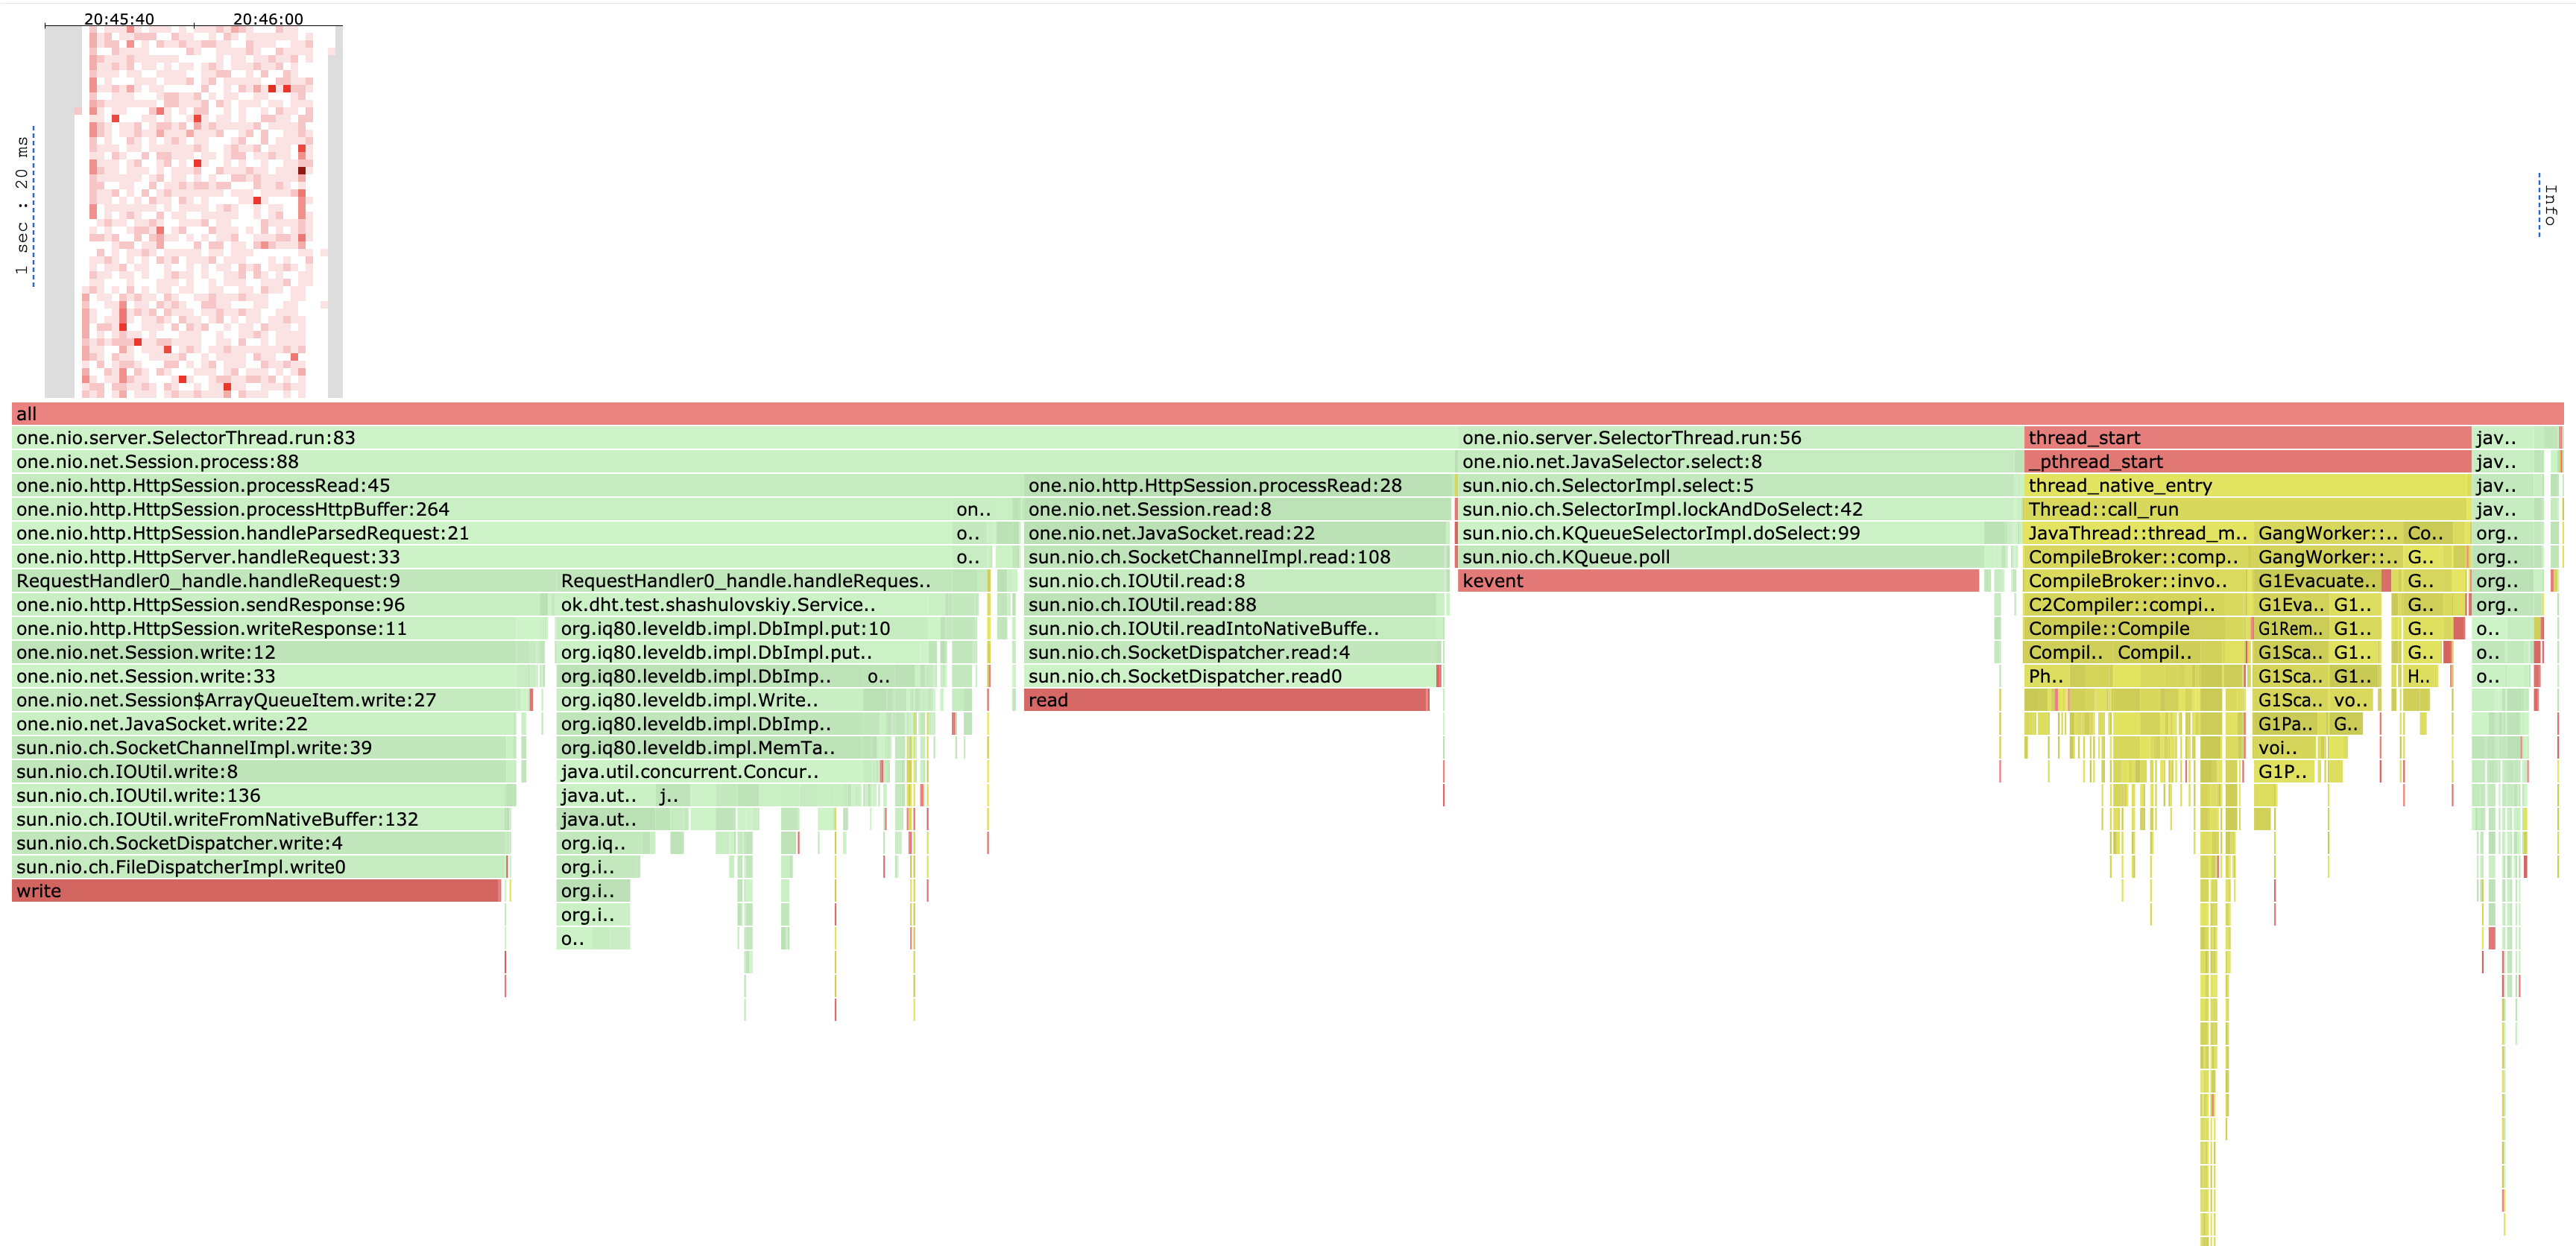 20:45:40 20:46:00
1 sec : 20 ms
Info
all
one.nio.server.SelectorThread.run:83 one.nio.server.SelectorThread.run:56 thread_start jav..
one.nio.net.Session.process:88 one.nio.net.JavaSelector.select:8 _pthread_start jav..
one.nio.http.HttpSession.processRead:45 one.nio.http.HttpSession.processRead:28 sun.nio.ch.SelectorImpl.select:5 thread_native_entry jav..
one.nio.http.HttpSession.processHttpBuffer:264 on.. one.nio.net.Session.read:8 sun.nio.ch.SelectorImpl.lockAndDoSelect:42 Thread::call_run jav..
one.nio.http.HttpSession.handleParsedRequest:21 o.. one.nio.net.JavaSocket.read:22 sun.nio.ch.KQueueSelectorImpl.doSelect:99 JavaThread::thread_m.. GangWorker::.. Co.. org..
one.nio.http.HttpServer.handleRequest:33 o.. sun.nio.ch.SocketChannelImpl.read:108 sun.nio.ch.KQueue.poll CompileBroker::comp.. GangWorker::.. G.. org..
RequestHandler0_handle.handleRequest:9 RequestHandler0_handle.handleReques.. sun.nio.ch.IOUtil.read:8 kevent CompileBroker::invo.. G1Evacuate.. G.. org..
one.nio.http.HttpSession.sendResponse:96 ok.dht.test.shashulovskiy.Service.. sun.nio.ch.IOUtil.read:88 C2Compiler::compi.. G1Eva.. G1.. G.. org..
one.nio.http.HttpSession.writeResponse:11 org.iq80.leveldb.impl.DbImpl.put:10 sun.nio.ch.IOUtil.readIntoNativeBuffe.. Compile::Compile G1Rem.. G1.. G.. o..
one.nio.net.Session.write:12 org.iq80.leveldb.impl.DbImpl.put.. sun.nio.ch.SocketDispatcher.read:4 Compil.. Compil.. G1Sca.. G1.. G.. o..
one.nio.net.Session.write:33 org.iq80.leveldb.impl.DbImp.. o.. sun.nio.ch.SocketDispatcher.read0 Ph.. G1Sca.. G1.. H.. o..
one.nio.net.Session$ArrayQueueItem.write:27 org.iq80.leveldb.impl.Write.. read G1Sca.. vo..
one.nio.net.JavaSocket.write:22 org.iq80.leveldb.impl.DbImp.. G1Pa.. G..
sun.nio.ch.SocketChannelImpl.write:39 org.iq80.leveldb.impl.MemTa.. voi..
sun.nio.ch.IOUtil.write:8 java.util.concurrent.Concur.. G1P..
sun.nio.ch.IOUtil.write:136 java.ut.. j..
sun.nio.ch.IOUtil.writeFromNativeBuffer:132 java.ut..
sun.nio.ch.SocketDispatcher.write:4 org.iq..
sun.nio.ch.FileDispatcherImpl.write0 org.i..
write org.i..
org.i..
o..